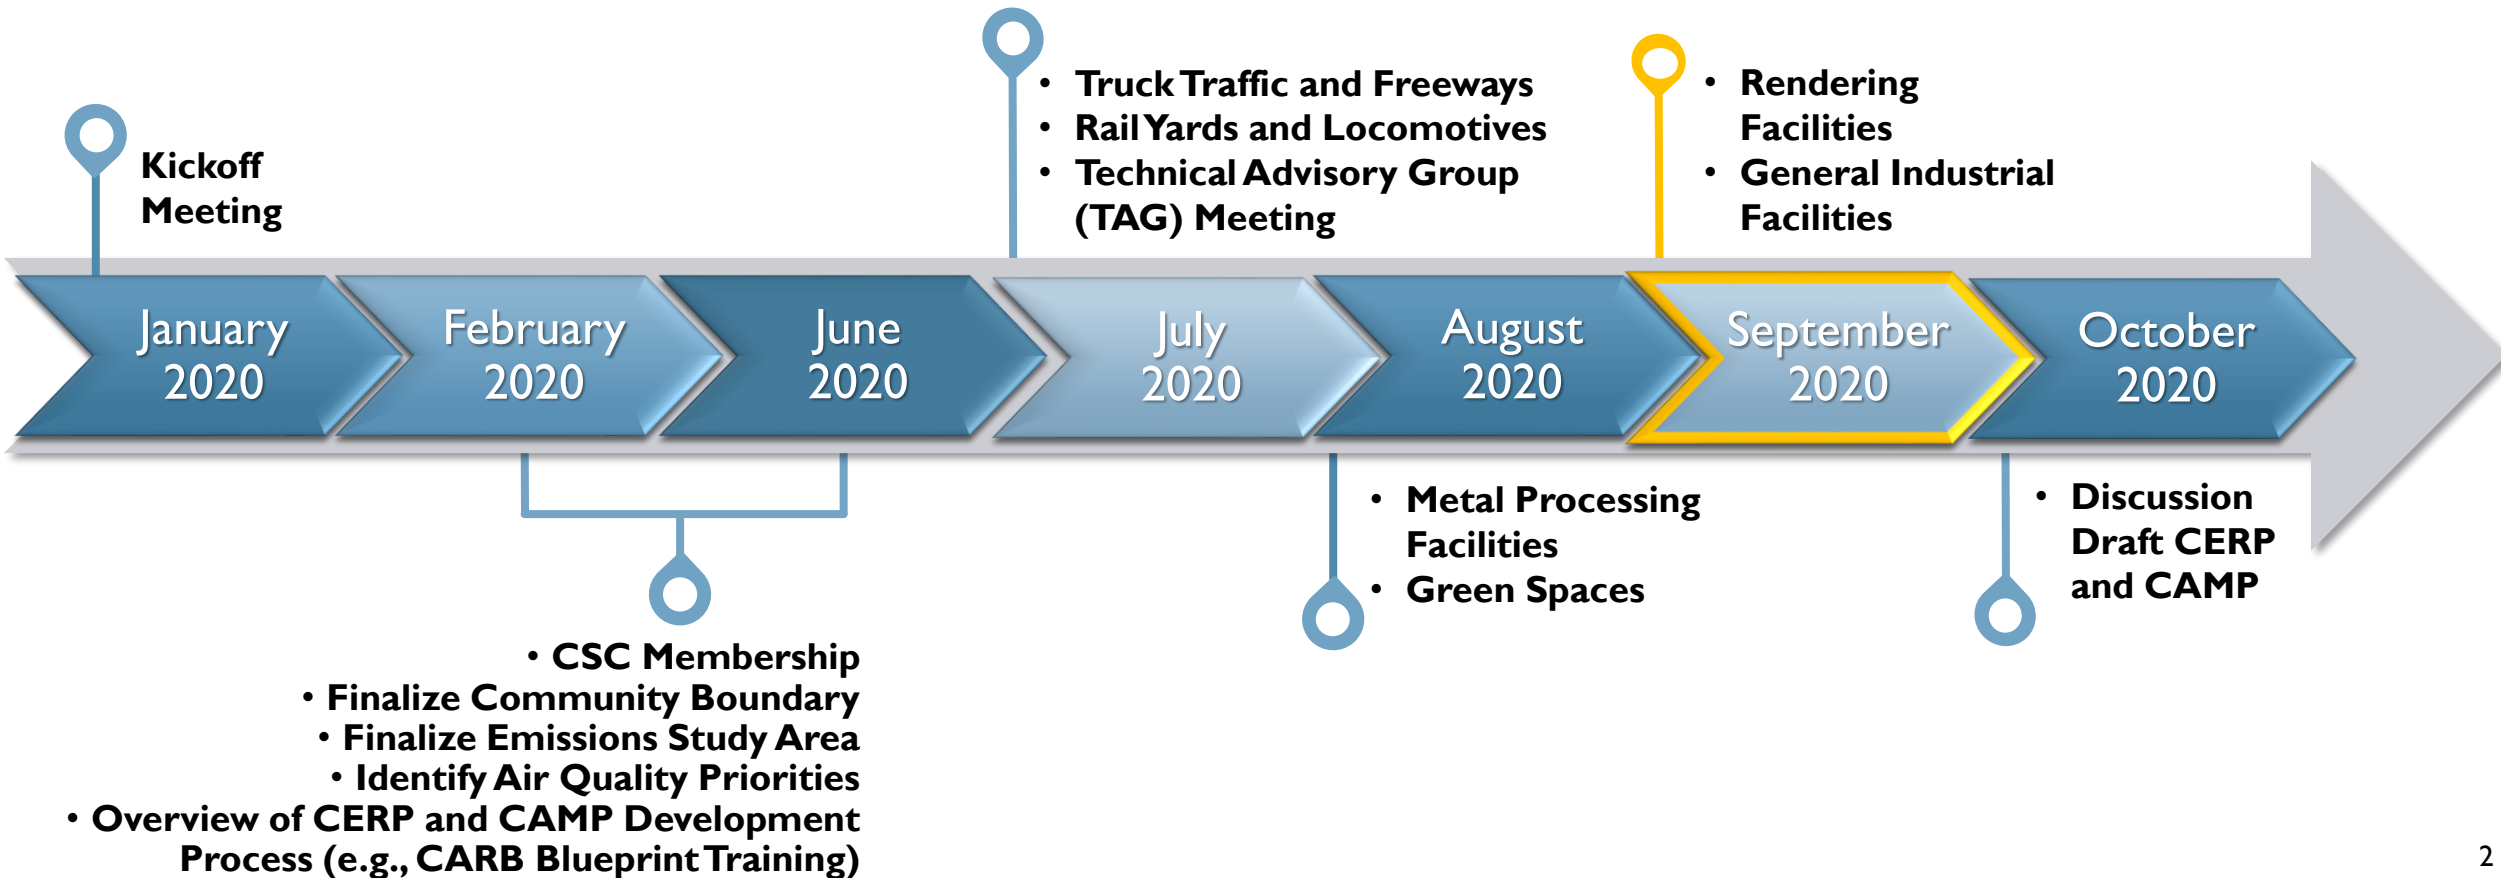 Kickoff
Meeting
• Truck Traffic and Freeways
• Rail Yards and Locomotives
• Technical Advisory Group
(TAG) Meeting
• Rendering
Facilities
• General Industrial
Facilities
January
2020
February
2020
June
2020
July
2020
August
2020
September
2020
October
2020
• CSC Membership
• Finalize Community Boundary
• Finalize Emissions Study Area
• Identify Air Quality Priorities
• Overview of CERP and CAMP Development
Process (e.g., CARB Blueprint Training)
• Metal Processing
Facilities
• Green Spaces
• Discussion
Draft CERP
and CAMP
2